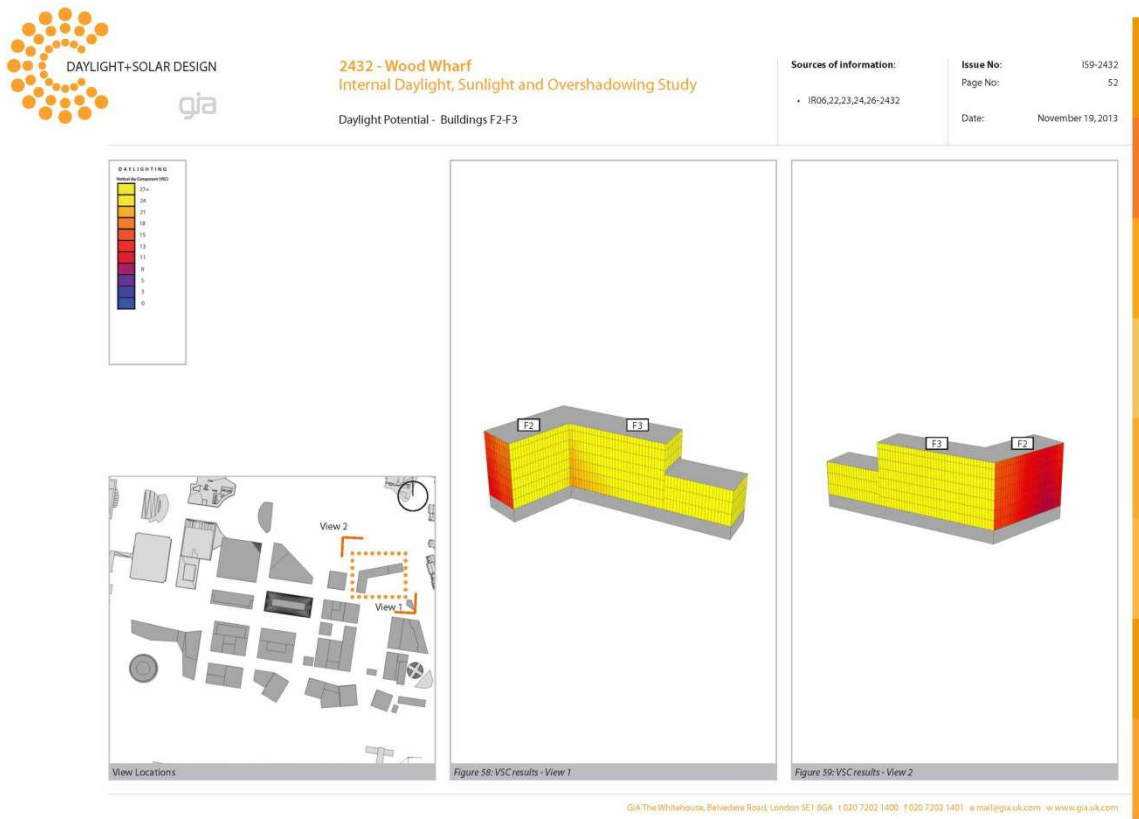 DAYLIGHT+SOLAR DESIGN
gia
2432 - Wood Wharf
Internal Daylight, Sunlight and Overshadowing Study
Daylight Potential - Buildings F2-F3
Sources of information:
• IR06,22,23,24,26-2432
Issue No: IS9-2432
Page No: 52
Date: November 19, 2013
DAYLIGHTING
Vertical sky Component (VSC)
27+
24
21
18
15
13
11
8
5
3
0
View 2
View 1
View Locations
F2
F3
Figure 58: VSC results - View 1
F3
F2
Figure 59: VSC results - View 2
GIA The Whitehouse, Belvedere Road, London SE1 8GA t 020 7202 1400 f 020 7202 1401 e mail@gia.uk.com w www.gia.uk.com